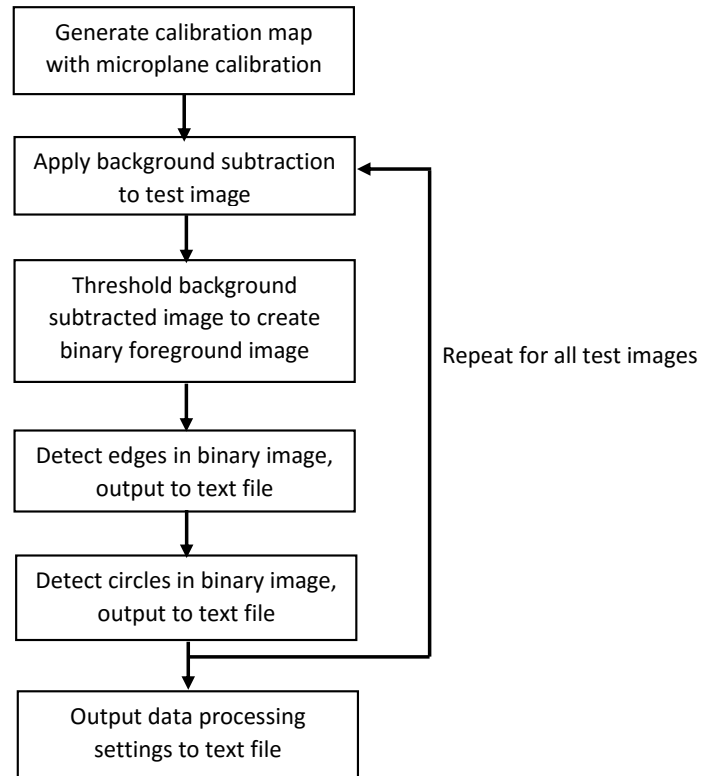 Generate calibration map
with microplane calibration
Apply background subtraction
to test image
Threshold background
subtracted image to create
binary foreground image
Repeat for all test images
Detect edges in binary image,
output to text file
Detect circles in binary image,
output to text file
Output data processing
settings to text file